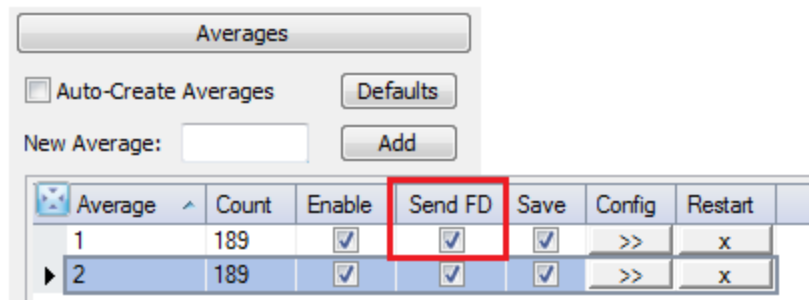 Averages
Auto-Create Averages Defaults
New Average: Add
Average Count Enable Send FD Save Config Restart
1 189 >> x
2 189 >> x